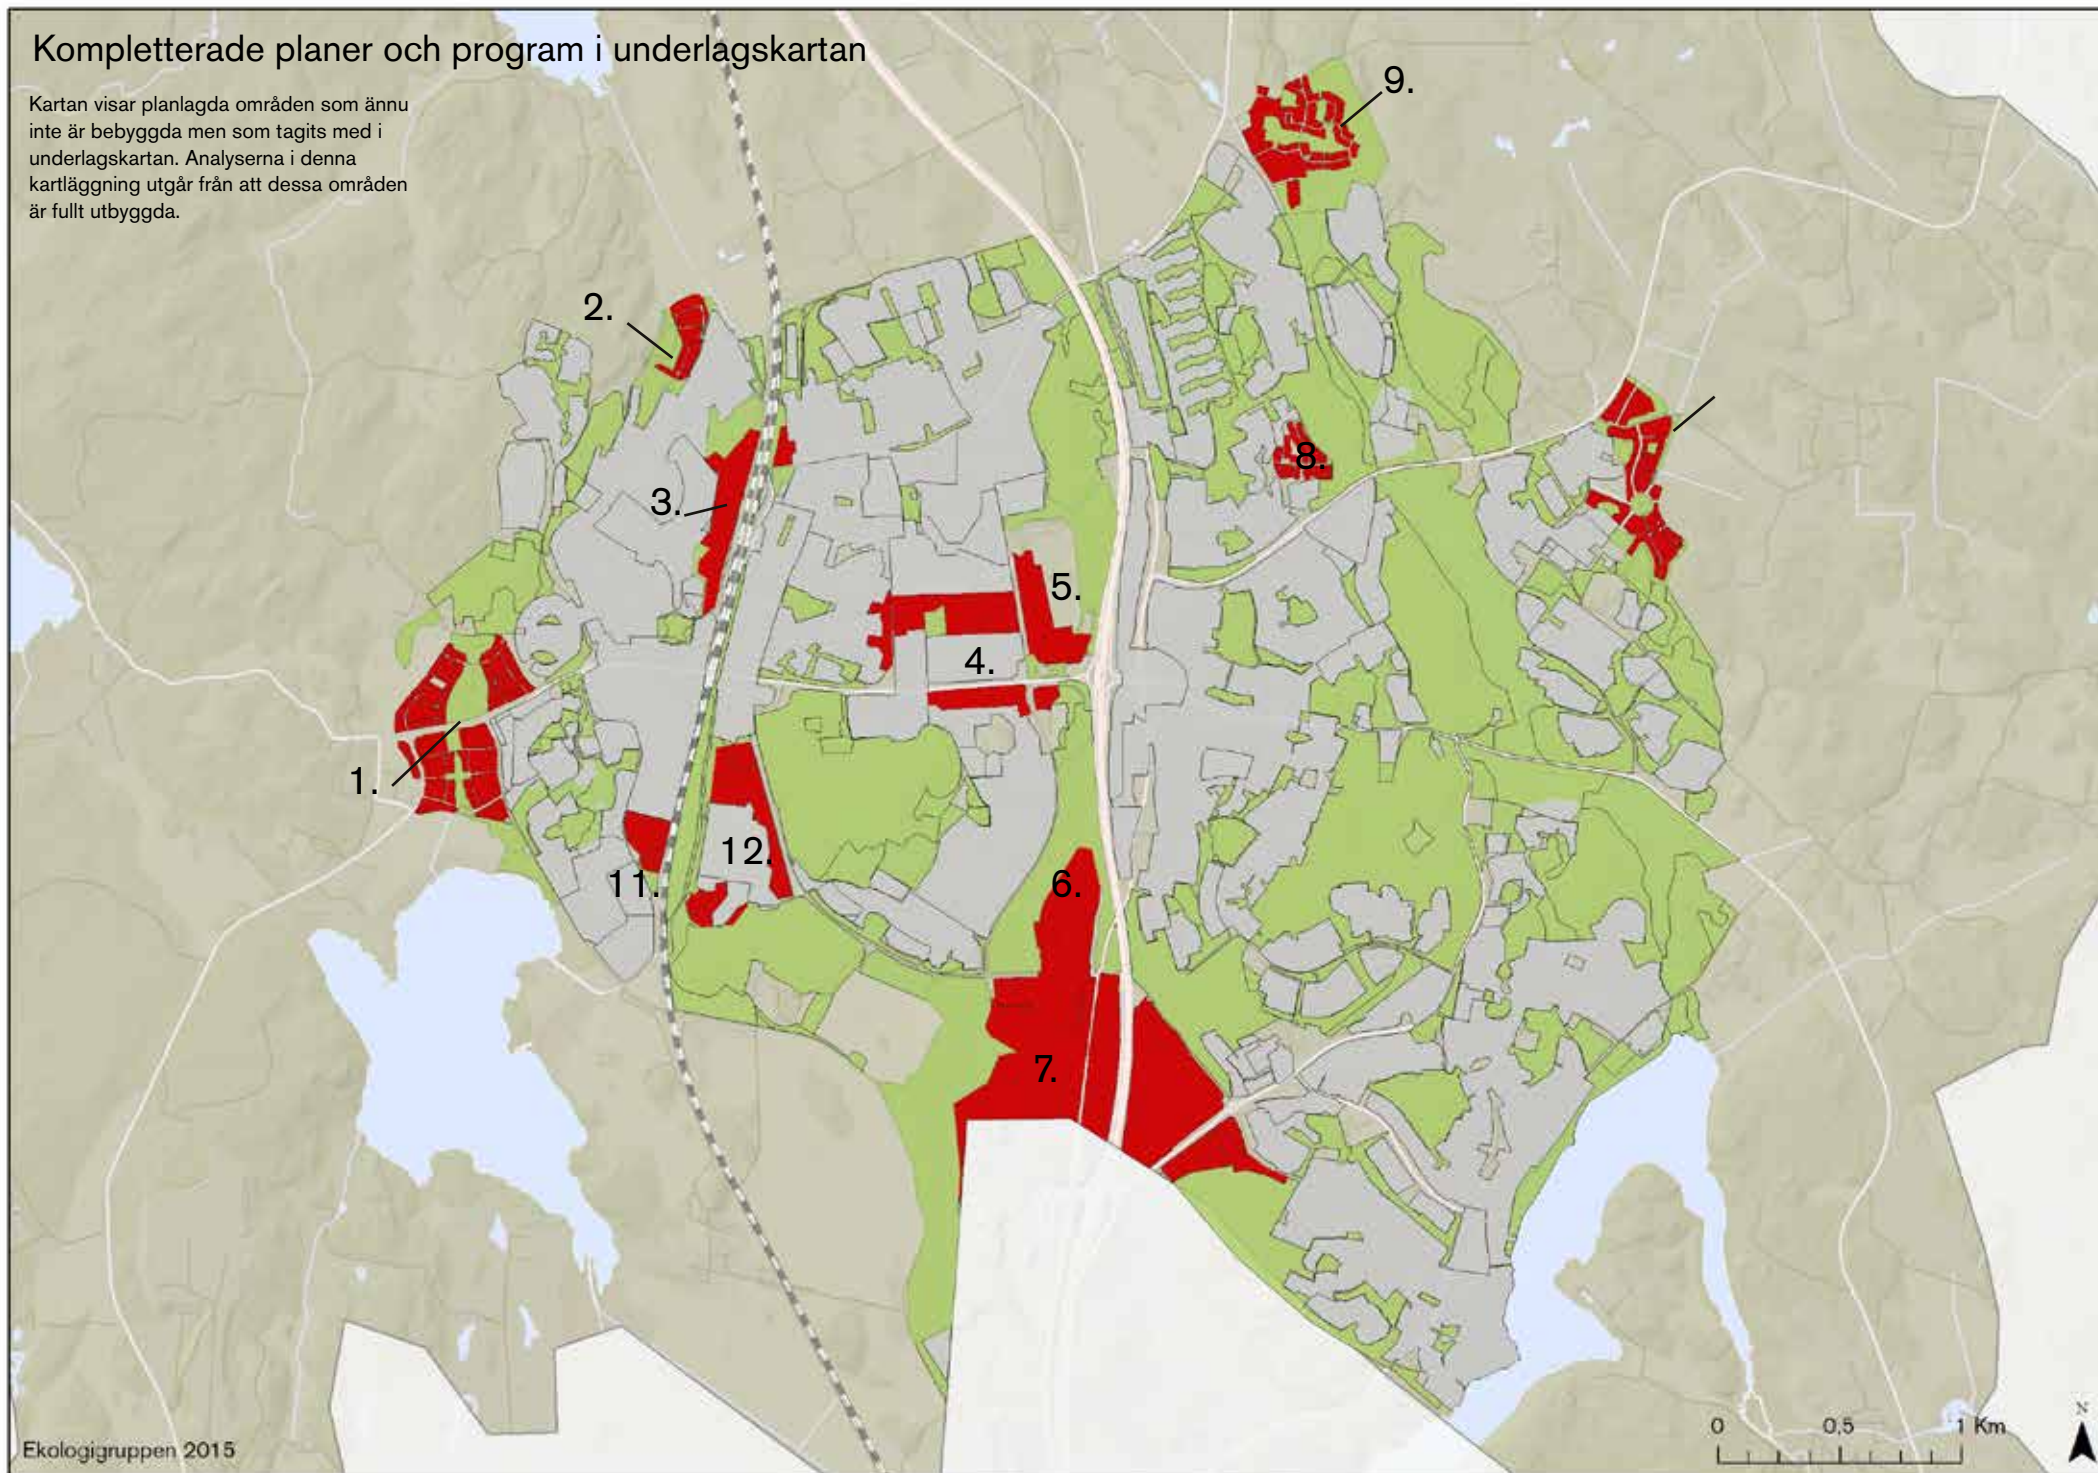 Kompletterade planer och program i underlagskartan
Kartan visar planlagda områden som ännu
inte är bebyggda men som tagits med i
underlagskartan. Analyserna i denna
kartläggning utgår från att dessa områden
är fullt utbyggda.
9.
2.
8.
3.
5.
4.
1.
12.
11.
6.
7.
0 0,5 1 Km
N
Ekologigruppen 2015